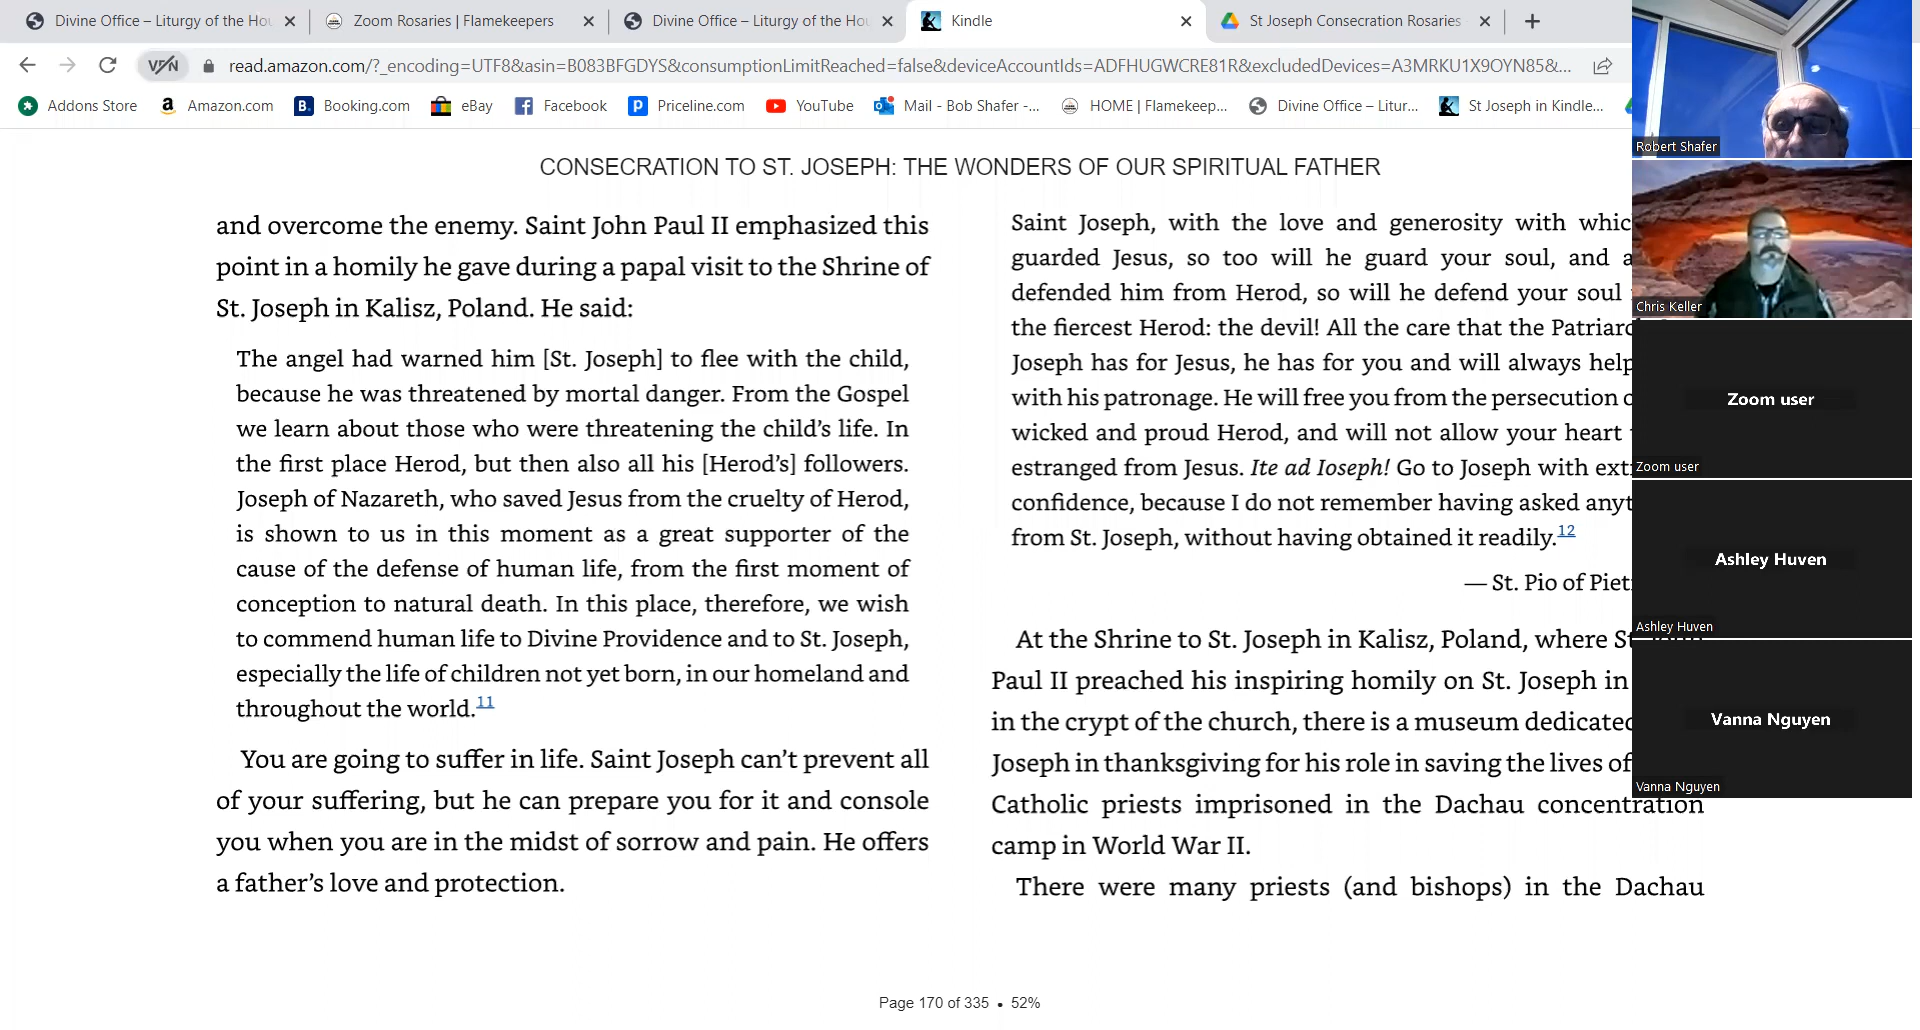 Divine Office – Liturgy of the Hou
Zoom Rosaries | Flamekeepers
Divine Office – Liturgy of the Hou
Kindle
St Joseph Consecration Rosaries
VPN
read.amazon.com/?_encoding=UTF8&asin=B083BFGDYS&consumptionLimitReached=false&deviceAccountIds=ADFHUGWCRE81R&excludedDevices=A3MRKU1X9OYN85&...
Addons Store
Amazon.com
Booking.com
eBay
Facebook
Priceline.com
YouTube
Mail - Bob Shafer -...
HOME | Flamekeep...
Divine Office – Litur...
St Joseph in Kindle...
CONSECRATION TO ST. JOSEPH: THE WONDERS OF OUR SPIRITUAL FATHER
and overcome the enemy. Saint John Paul II emphasized this
point in a homily he gave during a papal visit to the Shrine of
St. Joseph in Kalisz, Poland. He said:
The angel had warned him [St. Joseph] to flee with the child,
because he was threatened by mortal danger. From the Gospel
we learn about those who were threatening the child’s life. In
the first place Herod, but then also all his [Herod’s] followers.
Joseph of Nazareth, who saved Jesus from the cruelty of Herod,
is shown to us in this moment as a great supporter of the
cause of the defense of human life, from the first moment of
conception to natural death. In this place, therefore, we wish
to commend human life to Divine Providence and to St. Joseph,
especially the life of children not yet born, in our homeland and
throughout the world.11
You are going to suffer in life. Saint Joseph can’t prevent all
of your suffering, but he can prepare you for it and console
you when you are in the midst of sorrow and pain. He offers
a father’s love and protection.
Saint Joseph, with the love and generosity with whic
guarded Jesus, so too will he guard your soul, and a
defended him from Herod, so will he defend your soul
the fiercest Herod: the devil! All the care that the Patriarc
Joseph has for Jesus, he has for you and will always help
with his patronage. He will free you from the persecution o
wicked and proud Herod, and will not allow your heart
estranged from Jesus. Ite ad Ioseph! Go to Joseph with ext
confidence, because I do not remember having asked anyt
from St. Joseph, without having obtained it readily.12
— St. Pio of Piet
At the Shrine to St. Joseph in Kalisz, Poland, where St
Paul II preached his inspiring homily on St. Joseph in
in the crypt of the church, there is a museum dedicated
Joseph in thanksgiving for his role in saving the lives of
Catholic priests imprisoned in the Dachau concentration
camp in World War II.
There were many priests (and bishops) in the Dachau
Page 170 of 335 • 52%
Robert Shafer
Chris Keller
Zoom user
Zoom user
Ashley Huven
Ashley Huven
Vanna Nguyen
Vanna Nguyen